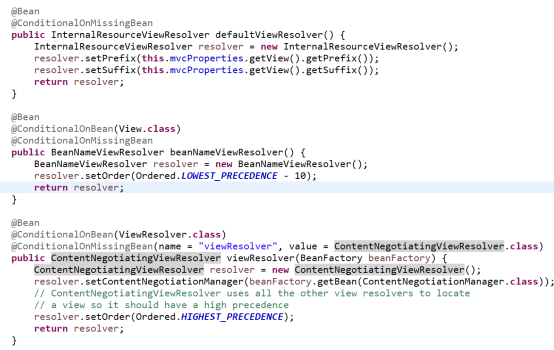 @Bean
@ConditionalOnMissingBean
public InternalResourceViewResolver defaultViewResolver() {
    InternalResourceViewResolver resolver = new InternalResourceViewResolver();
    resolver.setPrefix(this.mvcProperties.getView().getPrefix());
    resolver.setSuffix(this.mvcProperties.getView().getSuffix());
    return resolver;
}

@Bean
@ConditionalOnBean(View.class)
@ConditionalOnMissingBean
public BeanNameViewResolver beanNameViewResolver() {
    BeanNameViewResolver resolver = new BeanNameViewResolver();
    resolver.setOrder(Ordered.LOWEST_PRECEDENCE - 10);
    return resolver;
}

@Bean
@ConditionalOnBean(ViewResolver.class)
@ConditionalOnMissingBean(name = "viewResolver", value = ContentNegotiatingViewResolver.class)
public ContentNegotiatingViewResolver viewResolver(BeanFactory beanFactory) {
    ContentNegotiatingViewResolver resolver = new ContentNegotiatingViewResolver();
    resolver.setContentNegotiationManager(beanFactory.getBean(ContentNegotiationManager.class));
    // ContentNegotiatingViewResolver uses all the other view resolvers to locate
    // a view so it should have a high precedence
    resolver.setOrder(Ordered.HIGHEST_PRECEDENCE);
    return resolver;
}